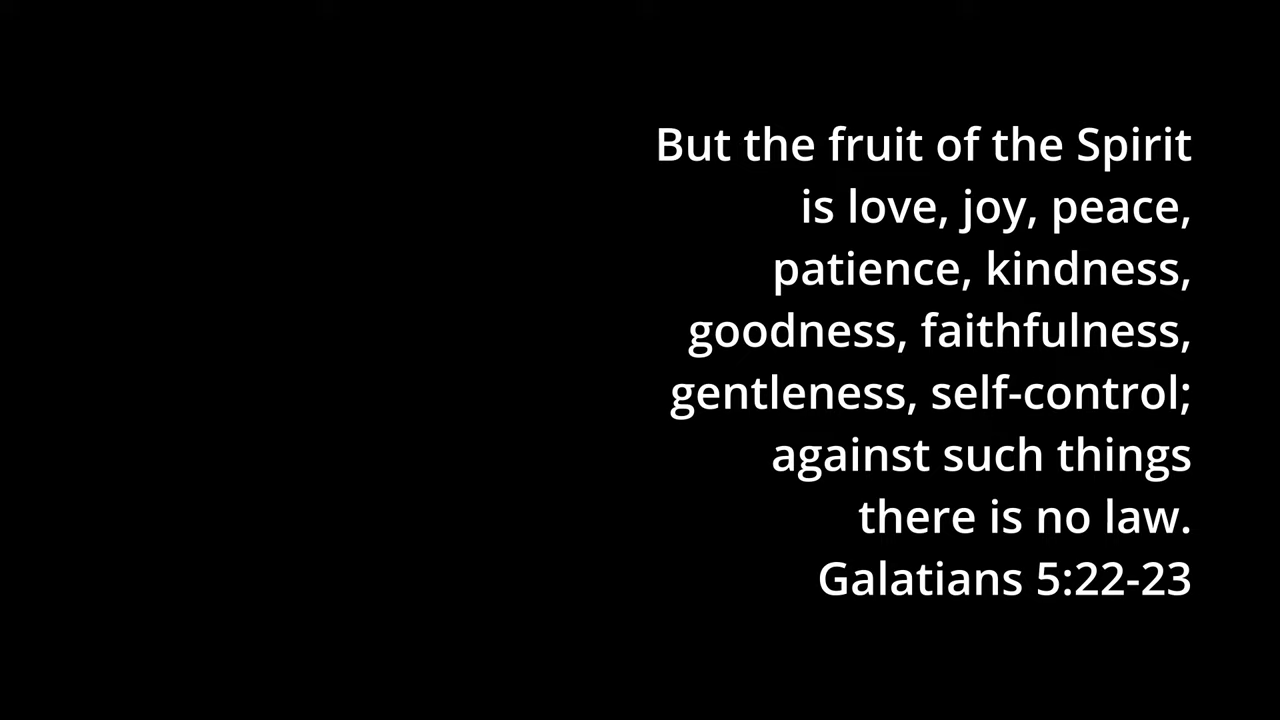 But the fruit of the Spirit
is love, joy, peace,
patience, kindness,
goodness, faithfulness,
gentleness, self-control;
against such things
there is no law.
Galatians 5:22-23